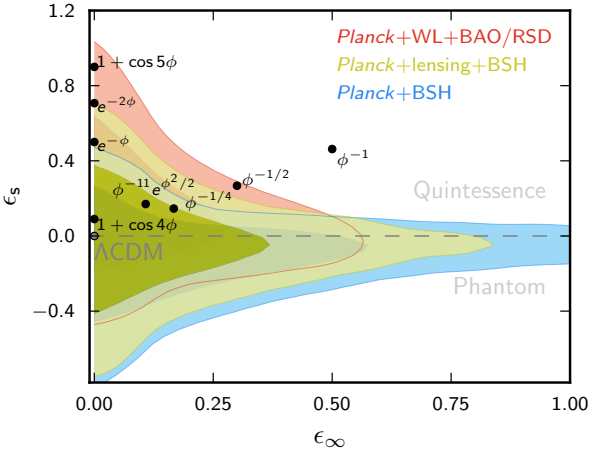 Planck+WL+BAO/RSD
Planck+lensing+BSH
Planck+BSH
1.2
0.8
0.4
0.0
−0.4
ϵₛ
1 + cos 5ϕ
e^{−2ϕ}
e^{−ϕ}
ϕ^{−1}
ϕ^{−1/2}
ϕ^{−11} e^{ϕ²/2}
ϕ^{−1/4}
1 + cos 4ϕ
ΛCDM
Quintessence
Phantom
0.00 0.25 0.50 0.75 1.00
ϵ_∞